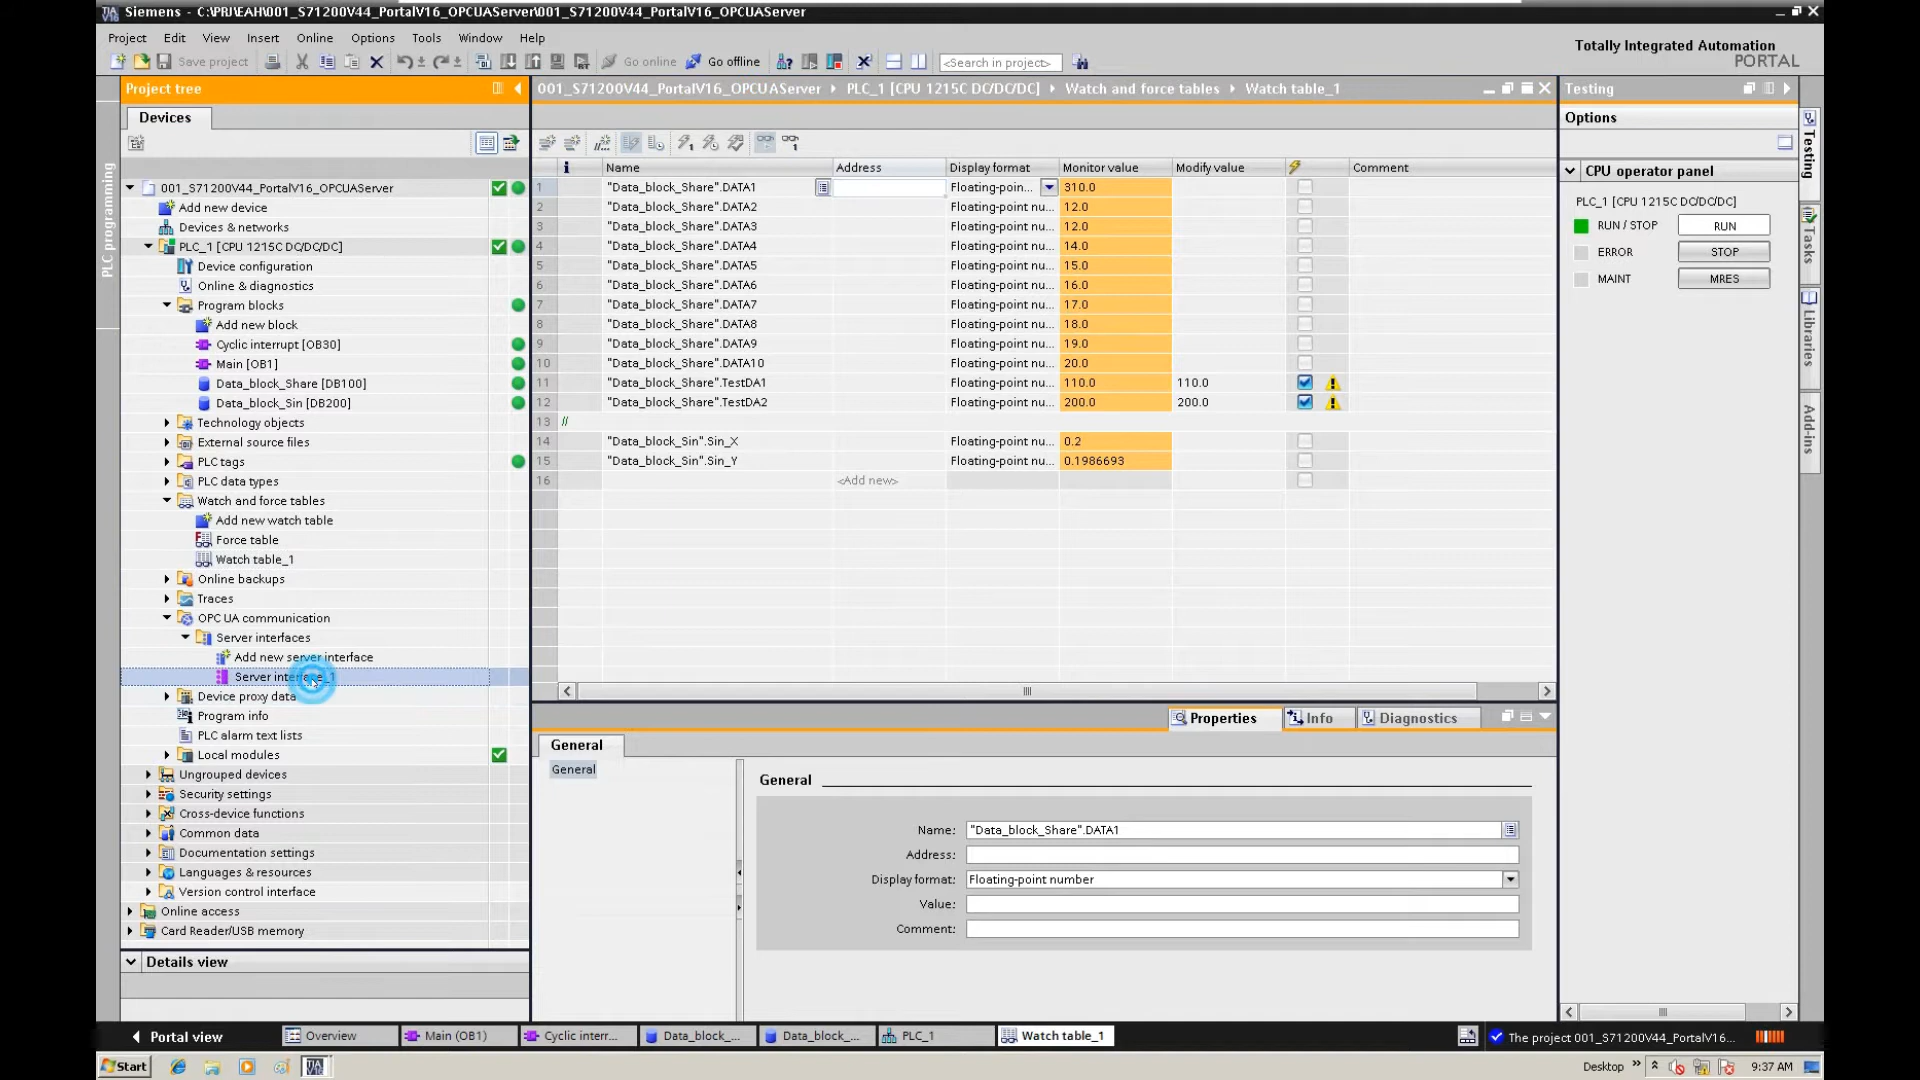 Siemens - C:\PRJ\EAH\001_S71200V44_PortalV16_OPCUAServer\001_S71200V44_PortalV16_OPCUAServer
Project Edit View Insert Online Options Tools Window Help
Totally Integrated Automation
PORTAL
Save project Go online Go offline <Search in project>
Project tree
Devices
PLC programming
001_S71200V44_PortalV16_OPCUAServer
Add new device
Devices & networks
PLC_1 [CPU 1215C DC/DC/DC]
Device configuration
Online & diagnostics
Program blocks
Add new block
Cyclic interrupt [OB30]
Main [OB1]
Data_block_Share [DB100]
Data_block_Sin [DB200]
Technology objects
External source files
PLC tags
PLC data types
Watch and force tables
Add new watch table
Force table
Watch table_1
Online backups
Traces
OPC UA communication
Server interfaces
Add new server interface
Server interface_1
Device proxy data
Program info
PLC alarm text lists
Local modules
Ungrouped devices
Security settings
Cross-device functions
Common data
Documentation settings
Languages & resources
Version control interface
Online access
Card Reader/USB memory
Details view
001_S71200V44_PortalV16_OPCUAServer PLC_1 [CPU 1215C DC/DC/DC] Watch and force tables Watch table_1
i Name Address Display format Monitor value Modify value Comment
1 "Data_block_Share".DATA1 Floating-poin... 310.0
2 "Data_block_Share".DATA2 Floating-point nu... 12.0
3 "Data_block_Share".DATA3 Floating-point nu... 12.0
4 "Data_block_Share".DATA4 Floating-point nu... 14.0
5 "Data_block_Share".DATA5 Floating-point nu... 15.0
6 "Data_block_Share".DATA6 Floating-point nu... 16.0
7 "Data_block_Share".DATA7 Floating-point nu... 17.0
8 "Data_block_Share".DATA8 Floating-point nu... 18.0
9 "Data_block_Share".DATA9 Floating-point nu... 19.0
10 "Data_block_Share".DATA10 Floating-point nu... 20.0
11 "Data_block_Share".TestDA1 Floating-point nu... 110.0 110.0
12 "Data_block_Share".TestDA2 Floating-point nu... 200.0 200.0
13 //
14 "Data_block_Sin".Sin_X Floating-point nu... 0.2
15 "Data_block_Sin".Sin_Y Floating-point nu... 0.1986693
16 <Add new>
Properties Info Diagnostics
General
General
General
Name: "Data_block_Share".DATA1
Address:
Display format: Floating-point number
Value:
Comment:
Testing
Options
CPU operator panel
PLC_1 [CPU 1215C DC/DC/DC]
RUN / STOP RUN
ERROR STOP
MAINT MRES
Testing
Tasks
Libraries
Add-ins
Portal view Overview Main (OB1) Cyclic interr... Data_block_... Data_block_... PLC_1 Watch table_1 The project 001_S71200V44_PortalV16...
Start Desktop 9:37 AM